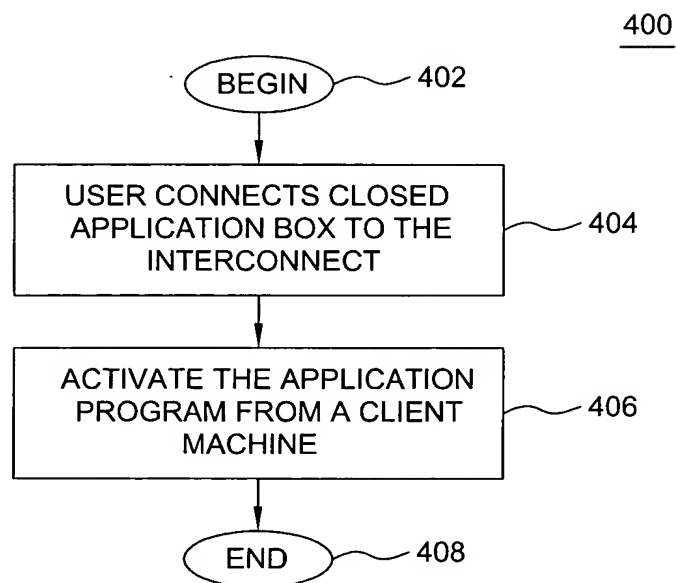 400
BEGIN
402
USER CONNECTS CLOSED
APPLICATION BOX TO THE
INTERCONNECT
404
ACTIVATE THE APPLICATION
PROGRAM FROM A CLIENT
MACHINE
406
END
408